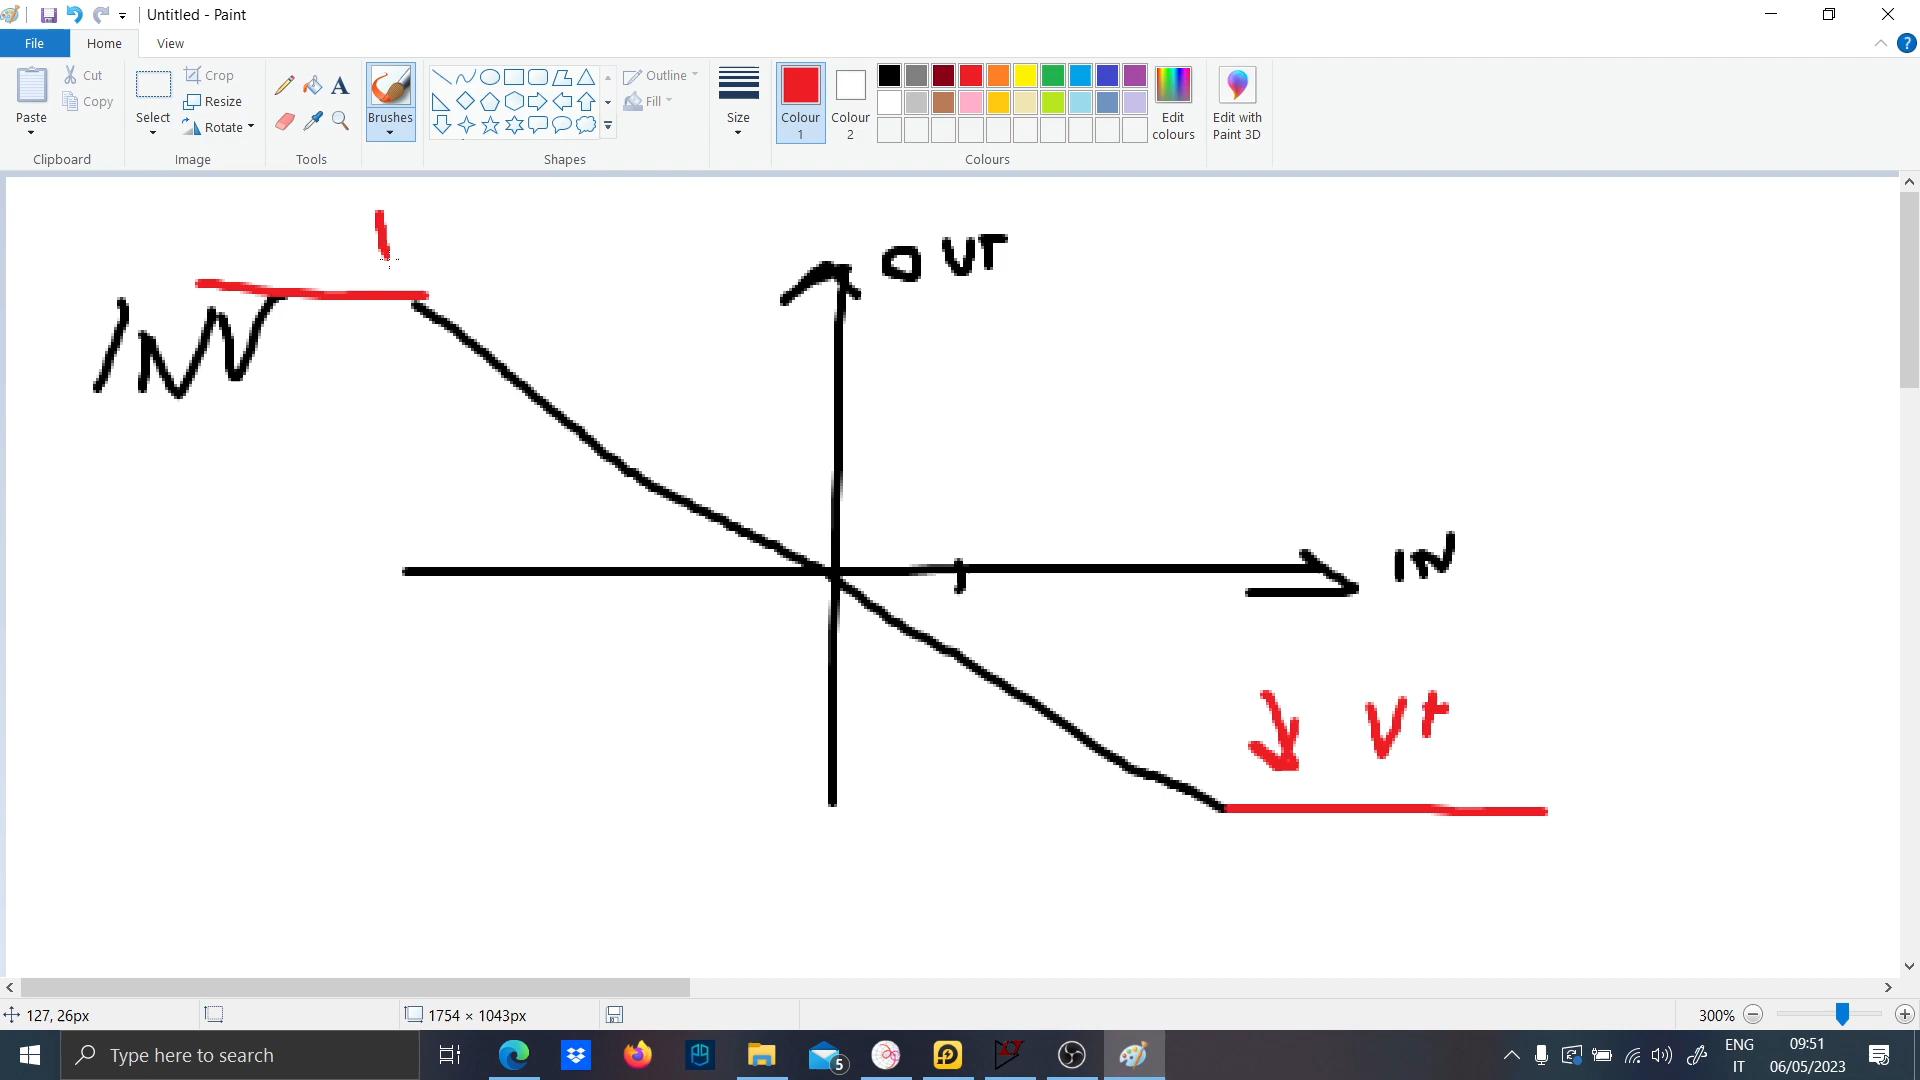 Untitled - Paint
File Home View
Paste Cut Copy Clipboard
Select Crop Resize Rotate Image
Tools
Brushes
Outline Fill Shapes
Size
Colour 1 Colour 2 Edit colours Colours
Edit with Paint 3D
OUT
INV
IN
V+
127, 26px 1754 × 1043px 300%
Type here to search
5
ENG IT
09:51
06/05/2023